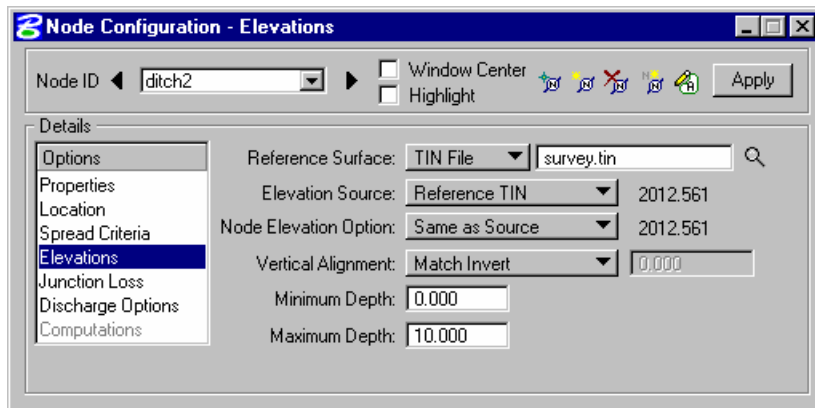 Node Configuration - Elevations
Node ID ditch2 Window Center Apply
Highlight
Details
Options
Properties
Location
Spread Criteria
Elevations
Junction Loss
Discharge Options
Computations
Reference Surface: TIN File survey.tin
Elevation Source: Reference TIN 2012.561
Node Elevation Option: Same as Source 2012.561
Vertical Alignment: Match Invert 0.000
Minimum Depth: 0.000
Maximum Depth: 10.000